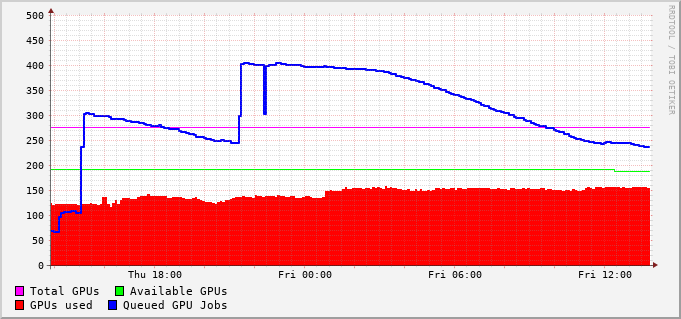 500
450
400
350
300
250
200
150
100
50
0
Thu 18:00 Fri 00:00 Fri 06:00 Fri 12:00
Total GPUs Available GPUs
GPUs used Queued GPU Jobs
RRDTOOL / TOBI OETIKER